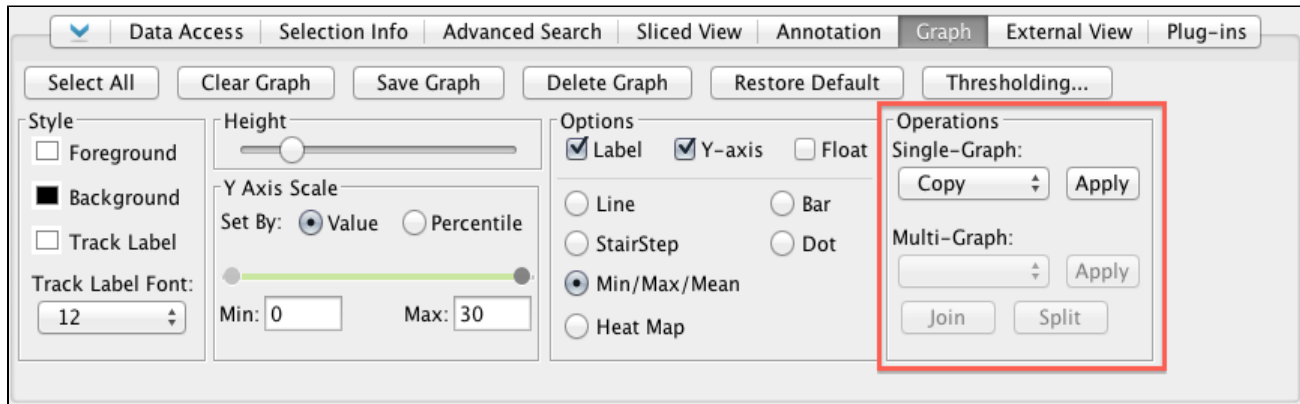 Data Access Selection Info Advanced Search Sliced View Annotation Graph External View Plug-ins
Select All Clear Graph Save Graph Delete Graph Restore Default Thresholding...
Style Height Options Operations
Foreground Label Y-axis Float Single-Graph:
Background Y Axis Scale Line Bar Copy Apply
Set By: Value Percentile
Track Label StairStep Dot Multi-Graph:
Track Label Font: Min/Max/Mean Apply
12 Min: 0 Max: 30 Heat Map Join Split